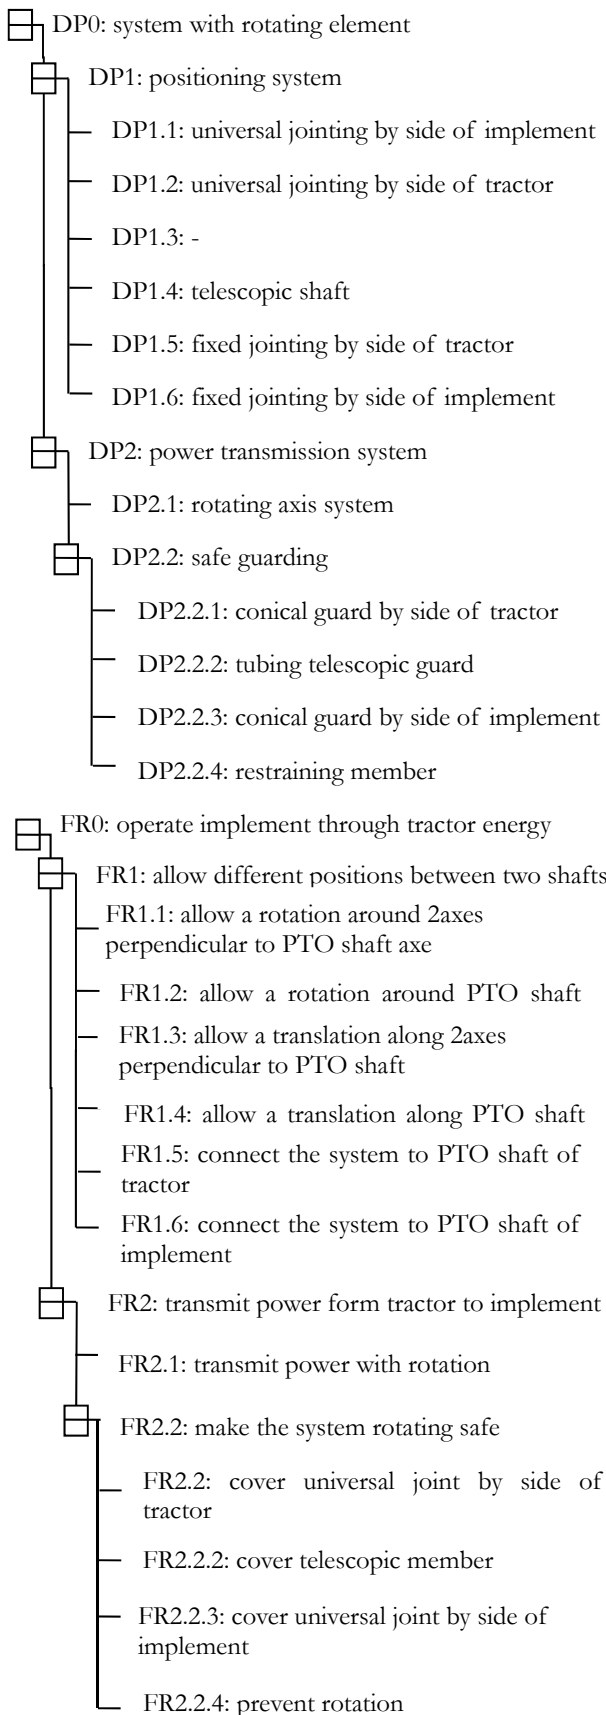 DP0: system with rotating element
DP1: positioning system
DP1.1: universal jointing by side of implement
DP1.2: universal jointing by side of tractor
DP1.3: -
DP1.4: telescopic shaft
DP1.5: fixed jointing by side of tractor
DP1.6: fixed jointing by side of implement
DP2: power transmission system
DP2.1: rotating axis system
DP2.2: safe guarding
DP2.2.1: conical guard by side of tractor
DP2.2.2: tubing telescopic guard
DP2.2.3: conical guard by side of implement
DP2.2.4: restraining member
FR0: operate implement through tractor energy
FR1: allow different positions between two shafts
FR1.1: allow a rotation around 2axes
perpendicular to PTO shaft axe
FR1.2: allow a rotation around PTO shaft
FR1.3: allow a translation along 2axes
perpendicular to PTO shaft
FR1.4: allow a translation along PTO shaft
FR1.5: connect the system to PTO shaft of
tractor
FR1.6: connect the system to PTO shaft of
implement
FR2: transmit power form tractor to implement
FR2.1: transmit power with rotation
FR2.2: make the system rotating safe
FR2.2: cover universal joint by side of
tractor
FR2.2.2: cover telescopic member
FR2.2.3: cover universal joint by side of
implement
FR2.2.4: prevent rotation